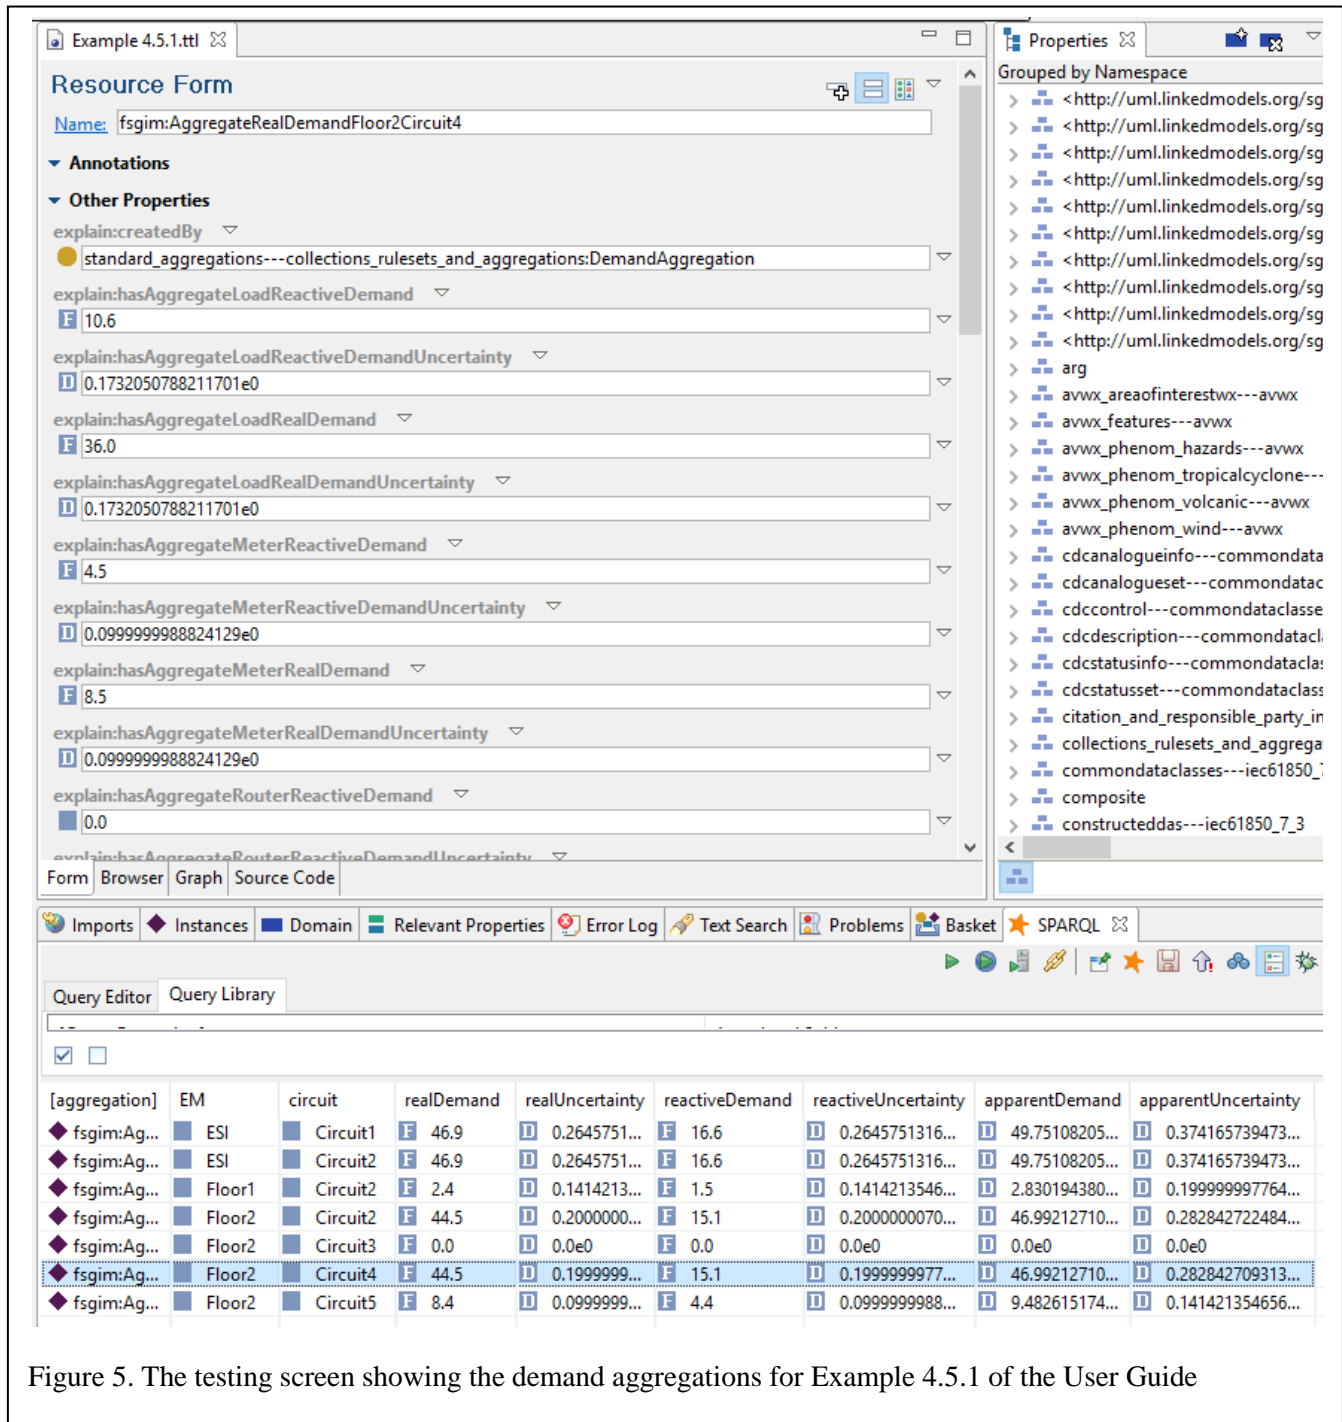 Example 4.5.1.ttl
Resource Form
Name: fsgim:AggregateRealDemandFloor2Circuit4
Annotations
Other Properties
explain:createdBy
standard_aggregations---collections_rulesets_and_aggregations:DemandAggregation
explain:hasAggregateLoadReactiveDemand
F 10.6
explain:hasAggregateLoadReactiveDemandUncertainty
D 0.1732050788211701e0
explain:hasAggregateLoadRealDemand
F 36.0
explain:hasAggregateLoadRealDemandUncertainty
D 0.1732050788211701e0
explain:hasAggregateMeterReactiveDemand
F 4.5
explain:hasAggregateMeterReactiveDemandUncertainty
D 0.0999999988824129e0
explain:hasAggregateMeterRealDemand
F 8.5
explain:hasAggregateMeterRealDemandUncertainty
D 0.0999999988824129e0
explain:hasAggregateRouterReactiveDemand
0.0
explain:hasAggregateRouterReactiveDemandUncertainty
Form Browser Graph Source Code
Properties
Grouped by Namespace
<http://uml.linkedmodels.org/sg
<http://uml.linkedmodels.org/sg
<http://uml.linkedmodels.org/sg
<http://uml.linkedmodels.org/sg
<http://uml.linkedmodels.org/sg
<http://uml.linkedmodels.org/sg
<http://uml.linkedmodels.org/sg
<http://uml.linkedmodels.org/sg
<http://uml.linkedmodels.org/sg
<http://uml.linkedmodels.org/sg
arg
avwx_areaofinterestwx---avwx
avwx_features---avwx
avwx_phenom_hazards---avwx
avwx_phenom_tropicalcyclone---
avwx_phenom_volcanic---avwx
avwx_phenom_wind---avwx
cdcanalogueinfo---commondata
cdcanalogueset---commondatac
cdccontrol---commondataclasse
cdcdescription---commondatacl
cdcstatusinfo---commondataclas
cdcstatusset---commondataclass
citation_and_responsible_party_in
collections_rulesets_and_aggrega
commondataclasses---iec61850_7
composite
constructeddas---iec61850_7_3
Imports Instances Domain Relevant Properties Error Log Text Search Problems Basket SPARQL
Query Editor Query Library
[aggregation] EM circuit realDemand realUncertainty reactiveDemand reactiveUncertainty apparentDemand apparentUncertainty
fsgim:Ag... ESI Circuit1 F 46.9 D 0.2645751... F 16.6 D 0.2645751316... D 49.75108205... D 0.374165739473...
fsgim:Ag... ESI Circuit2 F 46.9 D 0.2645751... F 16.6 D 0.2645751316... D 49.75108205... D 0.374165739473...
fsgim:Ag... Floor1 Circuit2 F 2.4 D 0.1414213... F 1.5 D 0.1414213546... D 2.830194380... D 0.199999997764...
fsgim:Ag... Floor2 Circuit2 F 44.5 D 0.2000000... F 15.1 D 0.2000000070... D 46.99212710... D 0.282842722484...
fsgim:Ag... Floor2 Circuit3 F 0.0 D 0.0e0 F 0.0 D 0.0e0 D 0.0e0 D 0.0e0
fsgim:Ag... Floor2 Circuit4 F 44.5 D 0.1999999... F 15.1 D 0.1999999977... D 46.99212710... D 0.282842709313...
fsgim:Ag... Floor2 Circuit5 F 8.4 D 0.0999999... F 4.4 D 0.0999999988... D 9.482615174... D 0.141421354656...
Figure 5. The testing screen showing the demand aggregations for Example 4.5.1 of the User Guide